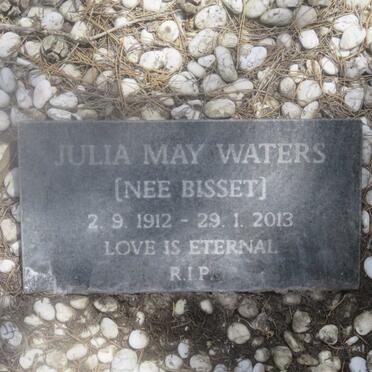 JULIA MAY WATERS
[NEE BISSET]
2. 9. 1912 - 29. 1. 2013
LOVE IS ETERNAL
R.I.P.